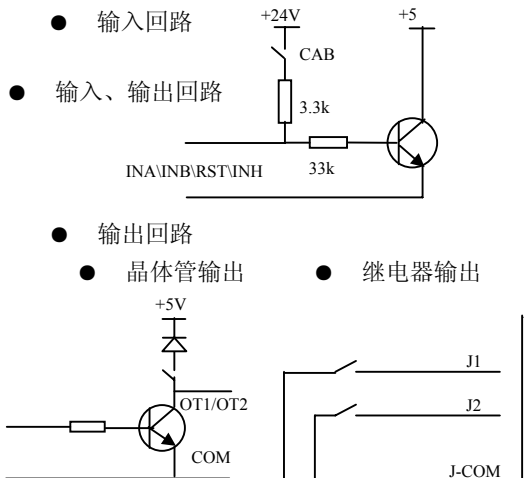 ● 输入回路
+24V
+5
CAB
● 输入、输出回路
3.3k
INA\INB\RST\INH
33k
● 输出回路
● 晶体管输出
● 继电器输出
+5V
J1
OT1/OT2
J2
COM
J-COM